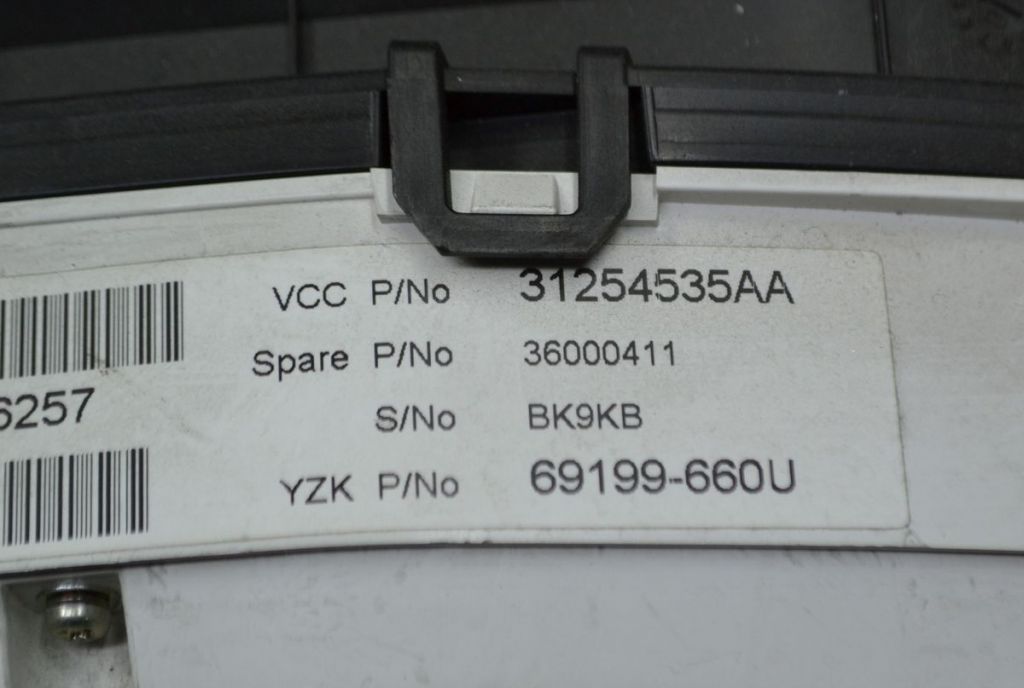 VCC P/No 31254535AA
Spare P/No 36000411
6257
S/No BK9KB
YZK P/No 69199-660U